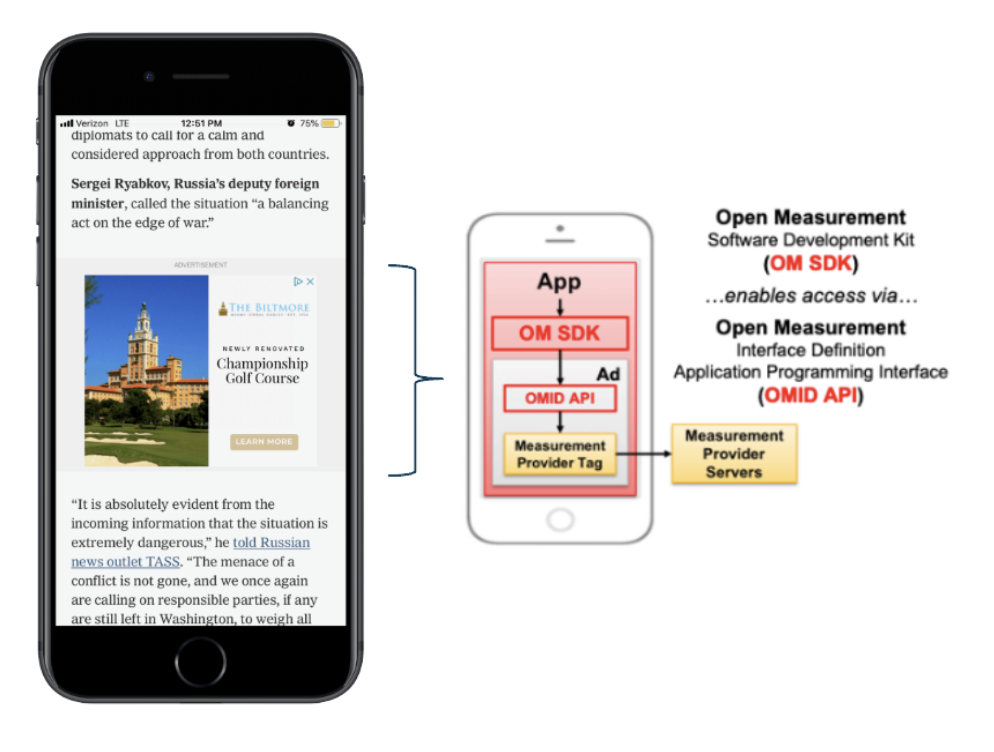 Verizon LTE 12:51 PM 75%
diplomats to call for a calm and
considered approach from both countries.
Sergei Ryabkov, Russia's deputy foreign
minister, called the situation “a balancing
act on the edge of war.”
ADVERTISEMENT
THE BILTMORE
NEWLY RENOVATED
Championship
Golf Course
LEARN MORE
“It is absolutely evident from the
incoming information that the situation is
extremely dangerous,” he told Russian
news outlet TASS. “The menace of a
conflict is not gone, and we once again
are calling on responsible parties, if any
are still left in Washington, to weigh all
App
OM SDK
Ad
OMID API
Measurement
Provider Tag
Measurement
Provider
Servers
Open Measurement
Software Development Kit
(OM SDK)
...enables access via...
Open Measurement
Interface Definition
Application Programming Interface
(OMID API)